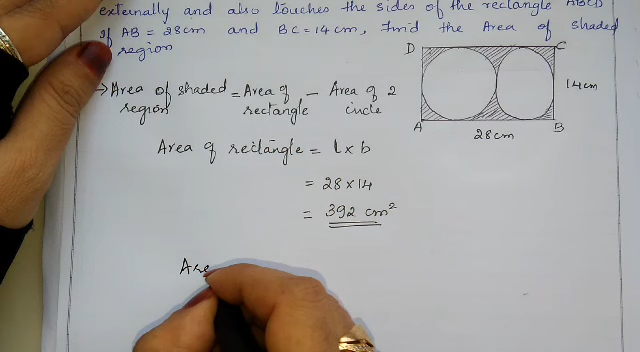 externally and also touches the sides of the rectangle ABCD
if AB = 28cm and BC = 14cm, Find the Area of shaded
region
D C
→ Area of shaded region = Area of rectangle − Area of 2 circle
14cm
A B
28cm
Area of rectangle = l × b
= 28 × 14
= 392 cm²
Are